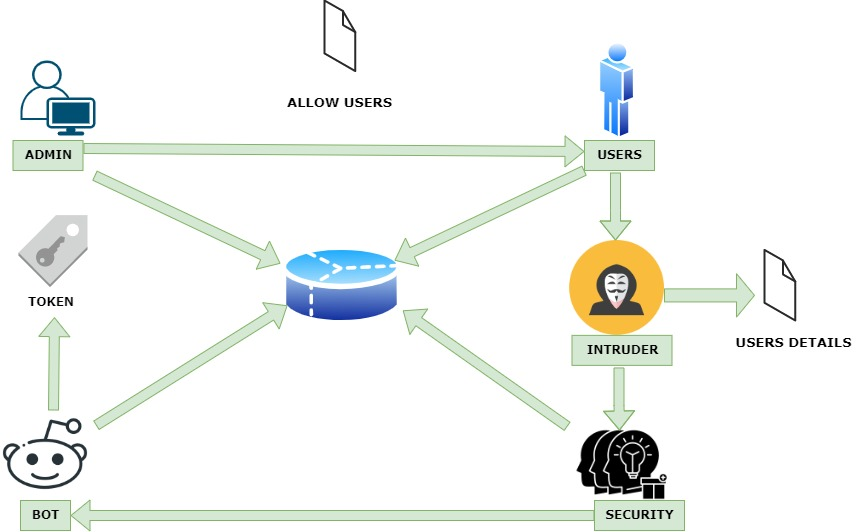 ALLOW USERS
ADMIN
USERS
TOKEN
INTRUDER
USERS DETAILS
BOT
SECURITY